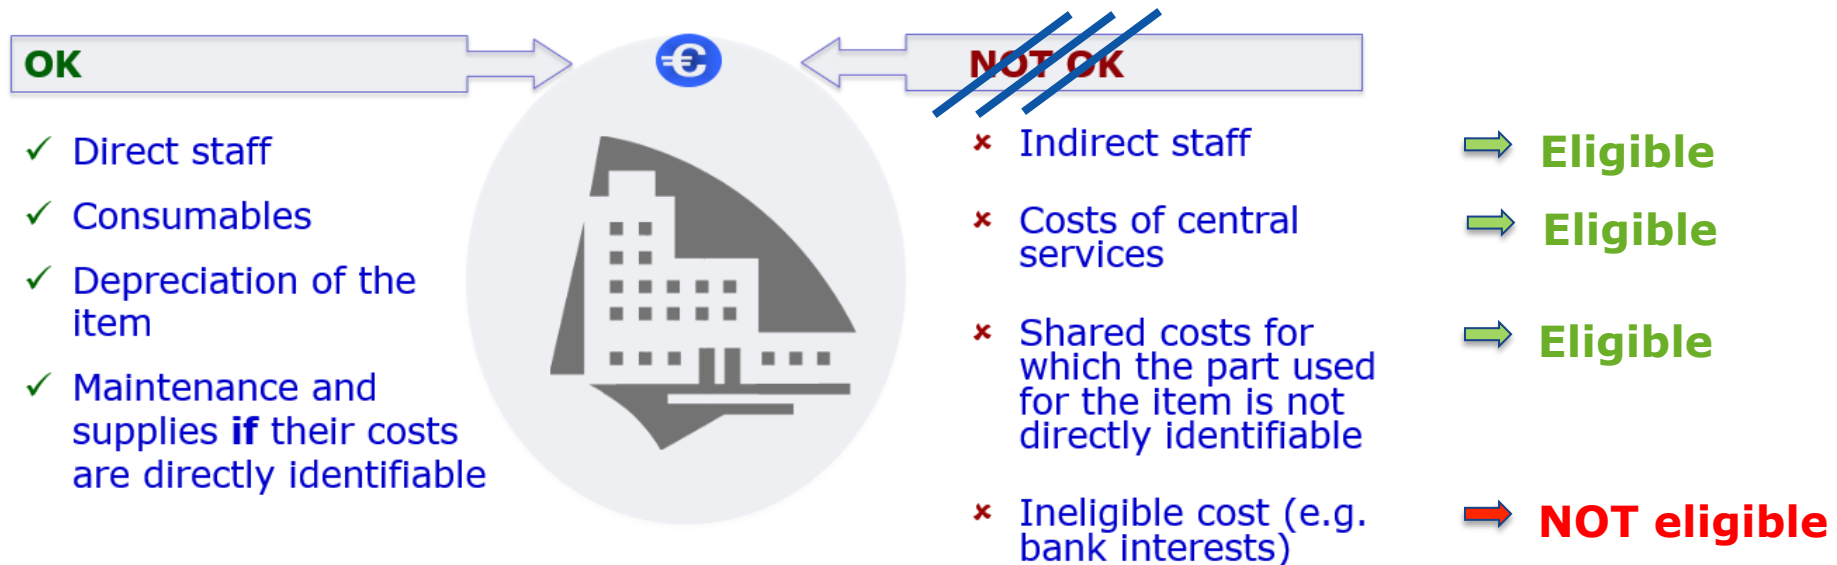 OK
€
NOT OK
✓ Direct staff
✓ Consumables
✓ Depreciation of the
item
✓ Maintenance and
supplies if their costs
are directly identifiable
× Indirect staff
Eligible
× Costs of central
services
Eligible
× Shared costs for
which the part used
for the item is not
directly identifiable
Eligible
× Ineligible cost (e.g.
bank interests)
NOT eligible